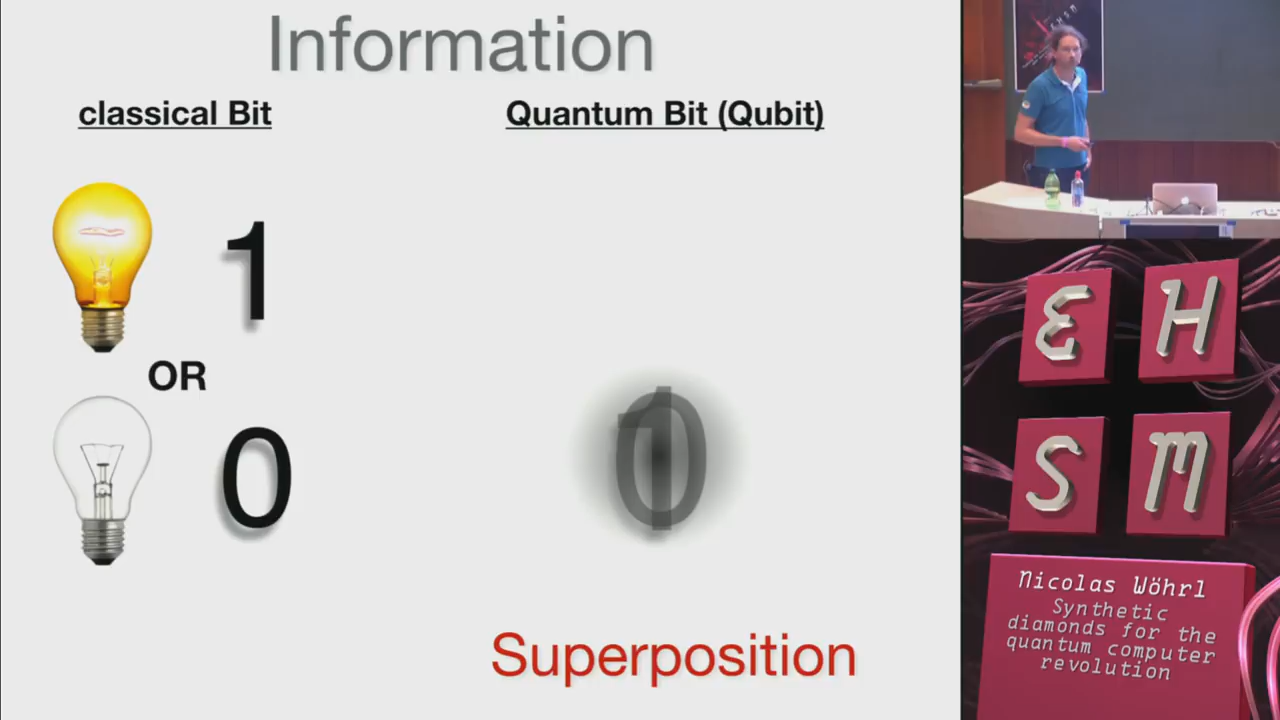 Information
classical Bit
Quantum Bit (Qubit)
1
OR
0
10
Superposition
E H
S M
Nicolas Wöhrl
Synthetic
diamonds for the
quantum computer
revolution